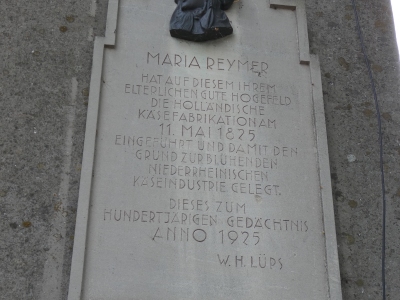 MARIA REYMER
HAT AUF DIESEM IHREM
ELTERLICHEN GUTE HOGEFELD
DIE HOLLÄNDISCHE
KÄSEFABRIKATION AM
11. MAI 1825
EINGEFÜHRT UND DAMIT DEN
GRUND ZUR BLÜHENDEN
NIEDERRHEINISCHEN
KÄSEINDUSTRIE GELEGT.
DIESES ZUM
HUNDERTJÄRIGEN GEDÄCHTNIS
ANNO 1925
W. H. LÜPS